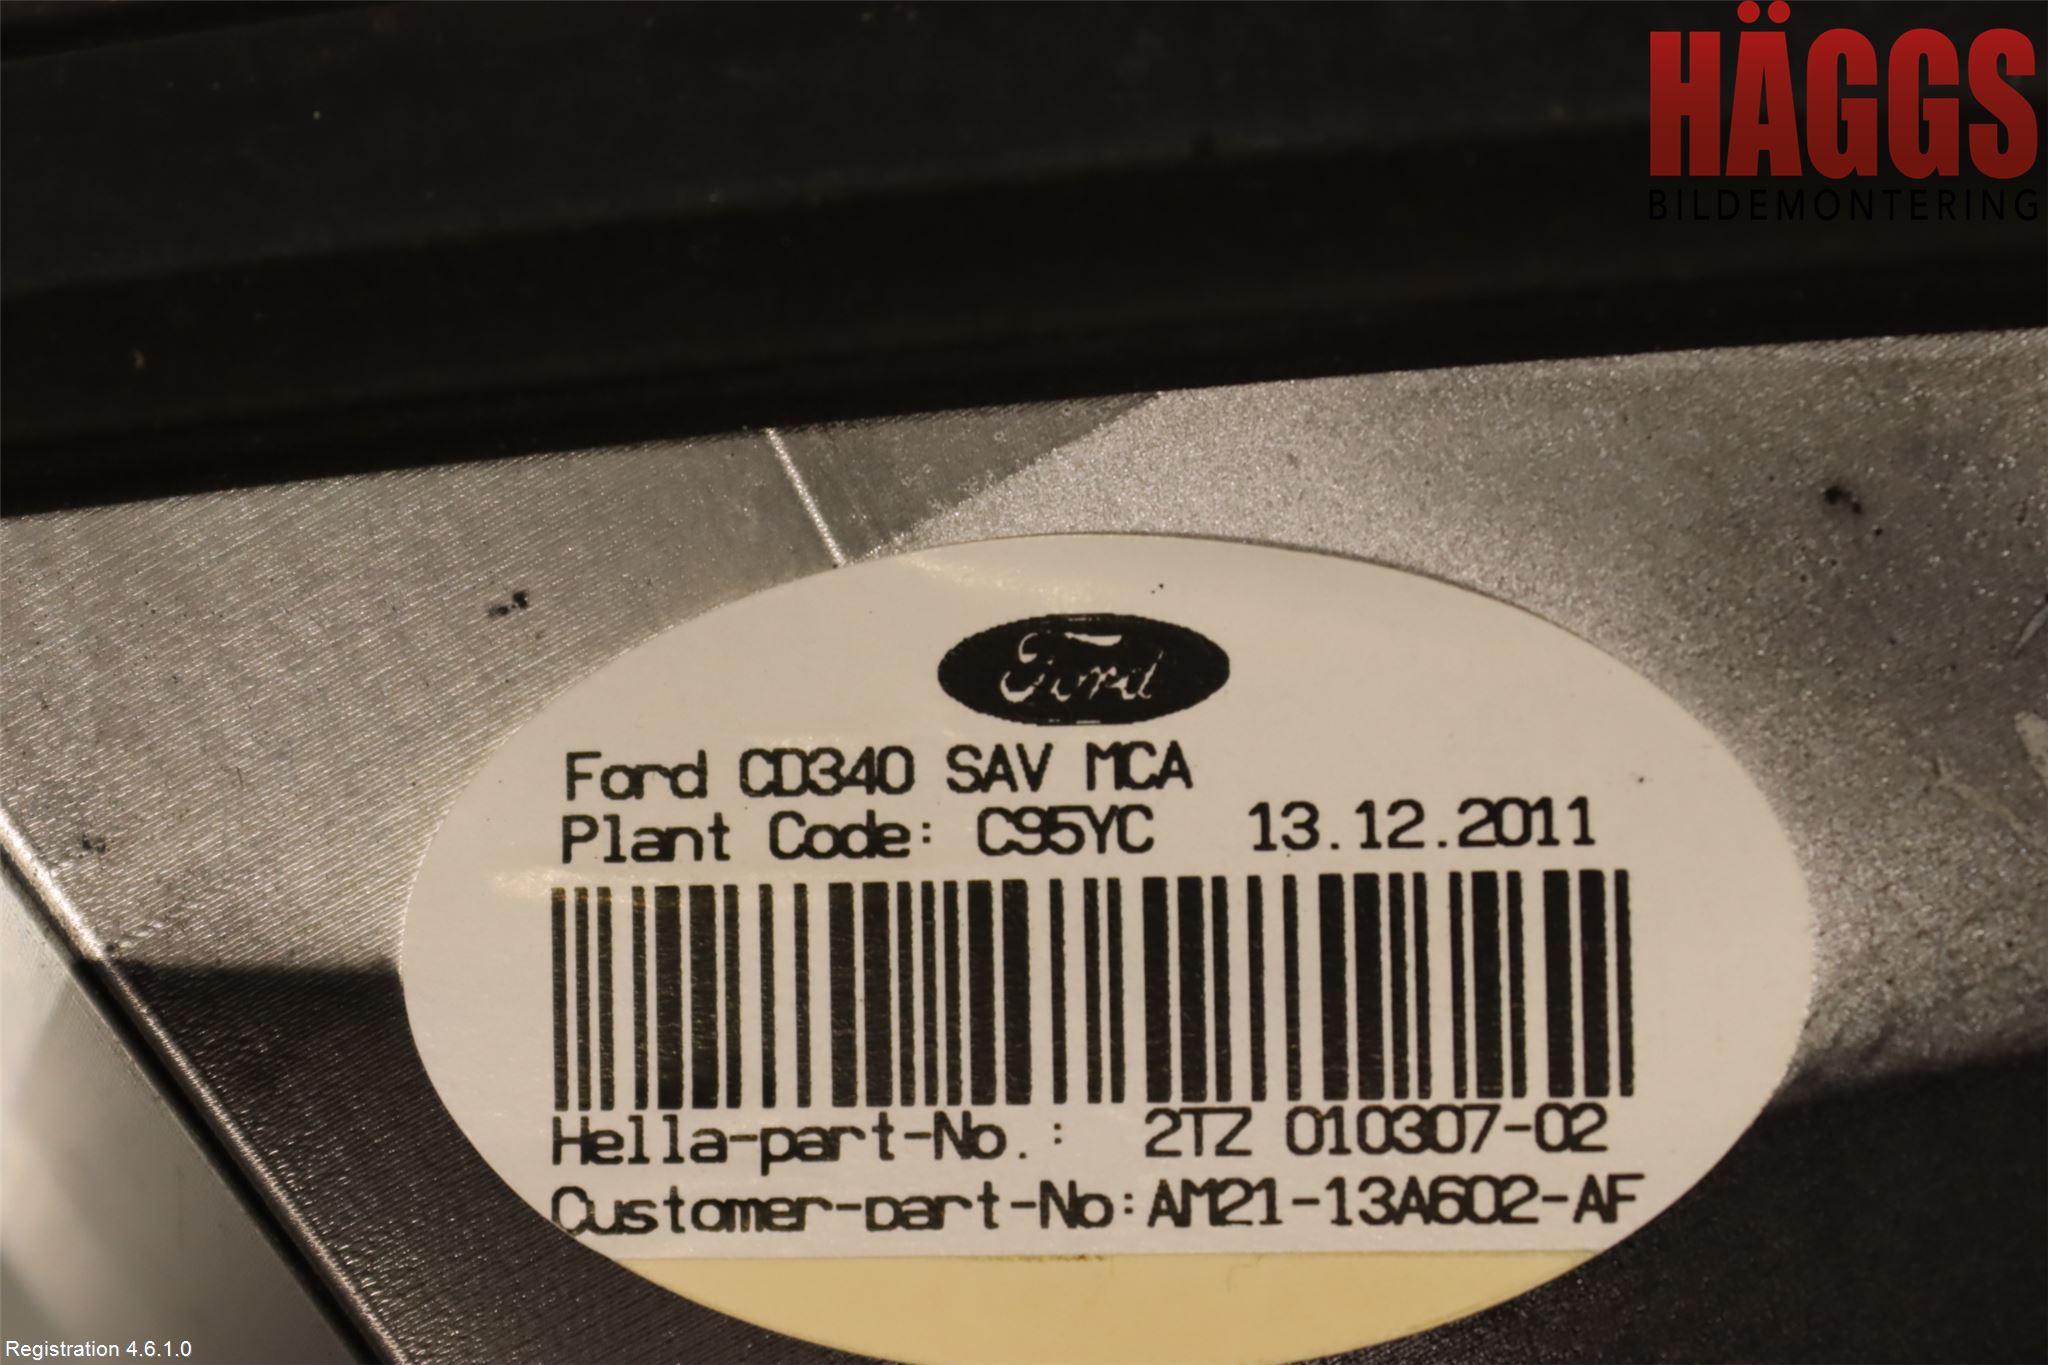 HÄGGS
BILDEMONTERING
Ford
Ford CD340 SAV MCA
Plant Code: C95YC 13.12.2011
Hella-part-No.: 2TZ 010307-02
Customer-part-No:AM21-13A602-AF
Registration 4.6.1.0